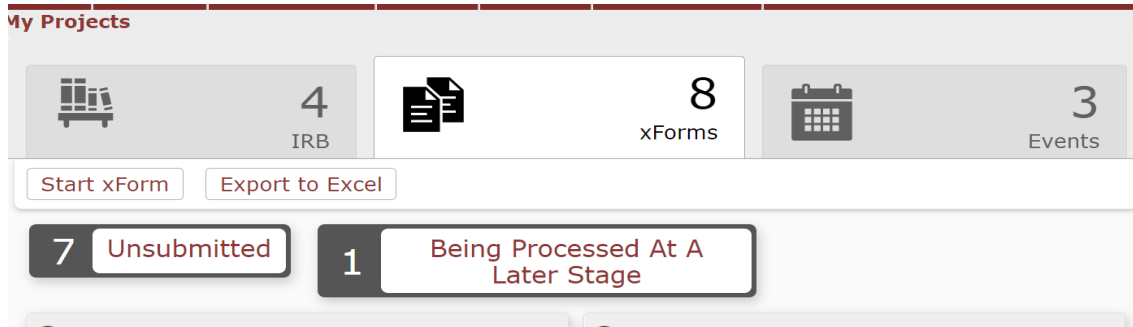 My Projects
4
IRB
8
xForms
3
Events
Start xForm
Export to Excel
7
Unsubmitted
1
Being Processed At A
Later Stage